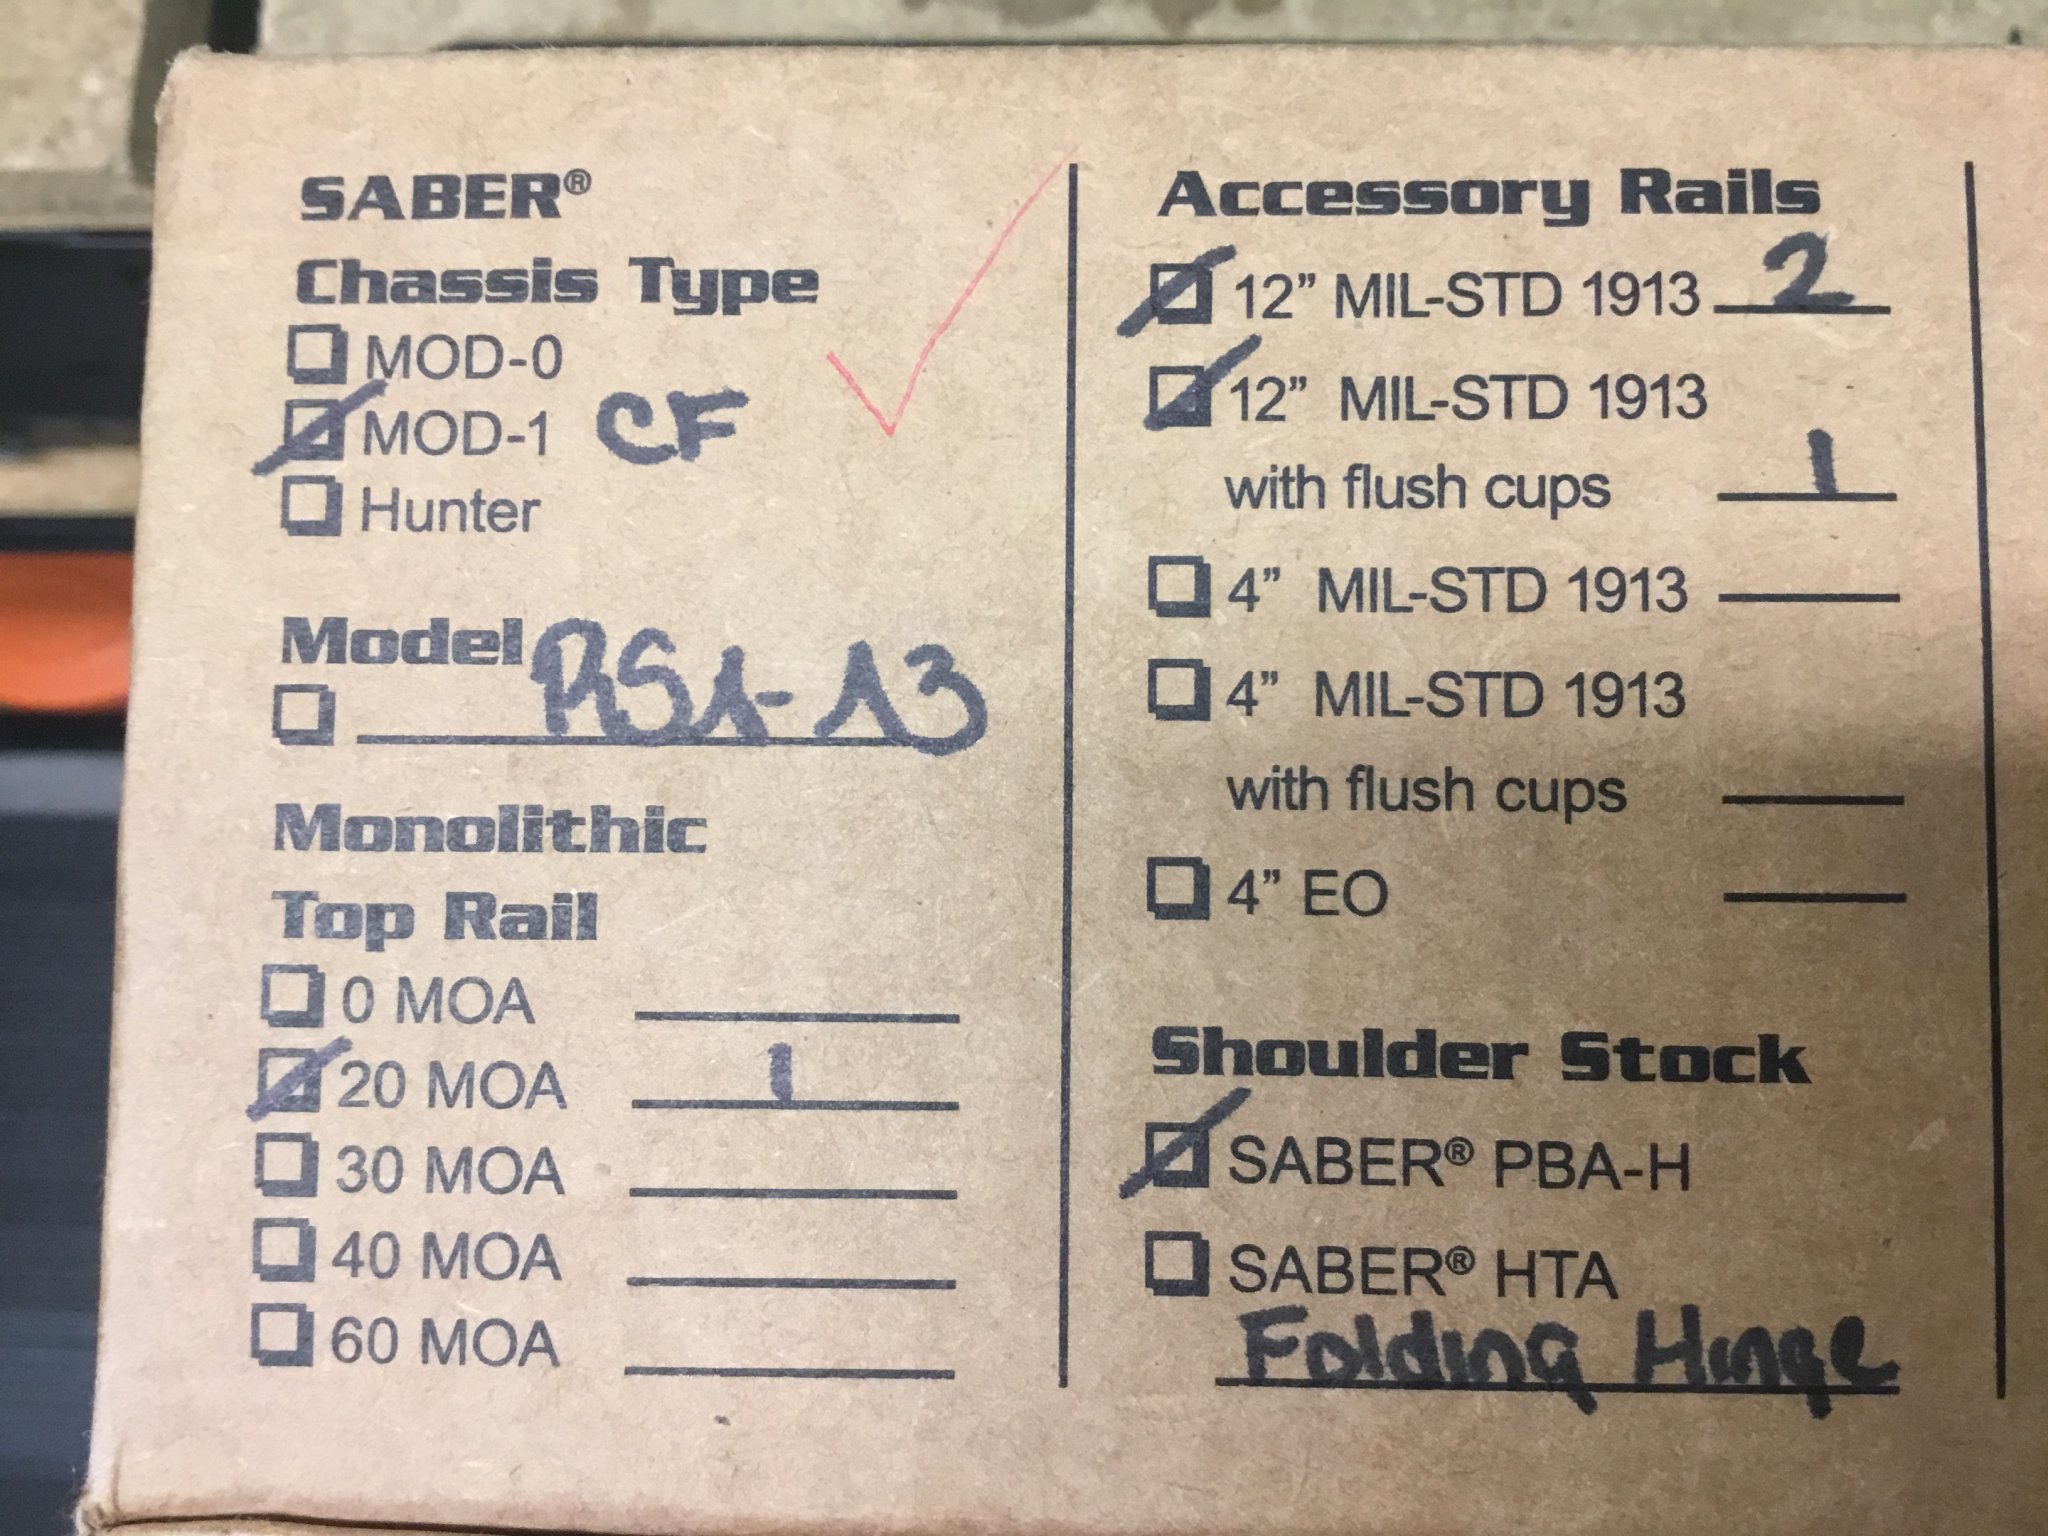 SABER®
Chassis Type
MOD-0
MOD-1 CF
Hunter
Model RSA-A3
Monolithic
Top Rail
0 MOA
20 MOA 1
30 MOA
40 MOA
60 MOA
Accessory Rails
12” MIL-STD 1913 2
12” MIL-STD 1913
with flush cups 1
4” MIL-STD 1913
4” MIL-STD 1913
with flush cups
4” EO
Shoulder Stock
SABER® PBA-H
SABER® HTA
Folding Hinge